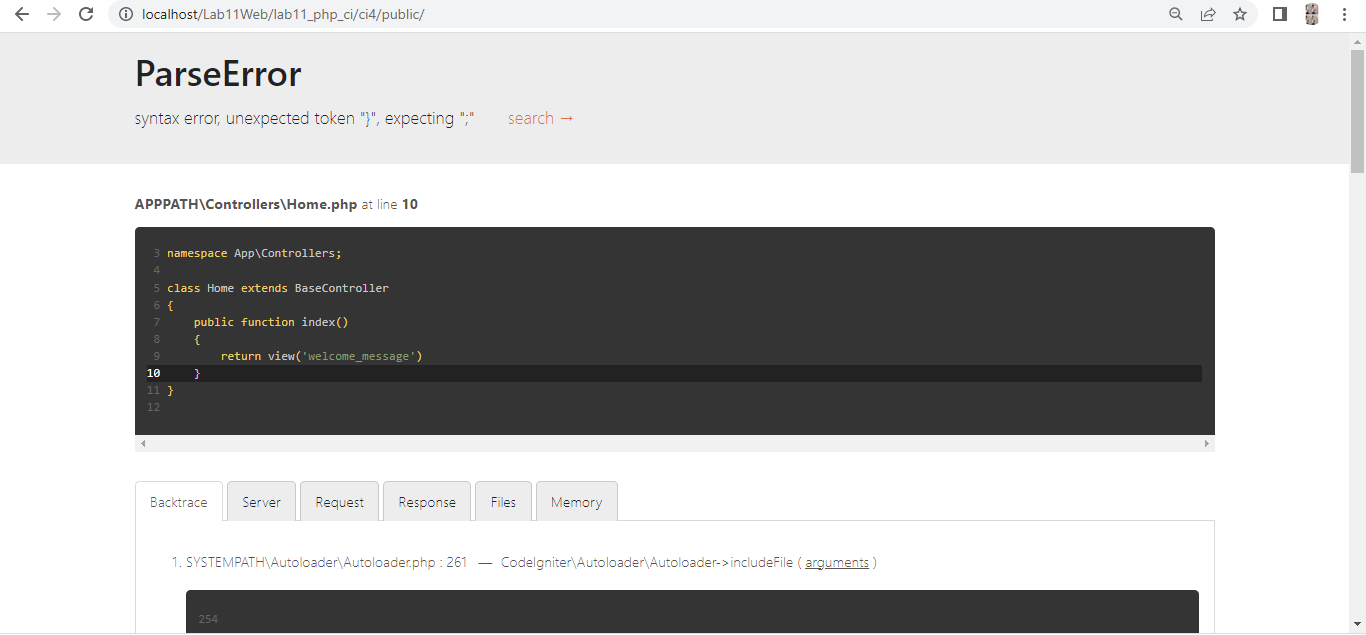 localhost/Lab11Web/lab11_php_ci/ci4/public/
ParseError
syntax error, unexpected token "}", expecting ";" search →
APPPATH\Controllers\Home.php at line 10
3 namespace App\Controllers;
4
5 class Home extends BaseController
6 {
7 public function index()
8 {
9 return view('welcome_message')
10 }
11 }
12
Backtrace Server Request Response Files Memory
1. SYSTEMPATH\Autoloader\Autoloader.php : 261 — CodeIgniter\Autoloader\Autoloader->includeFile ( arguments )
254